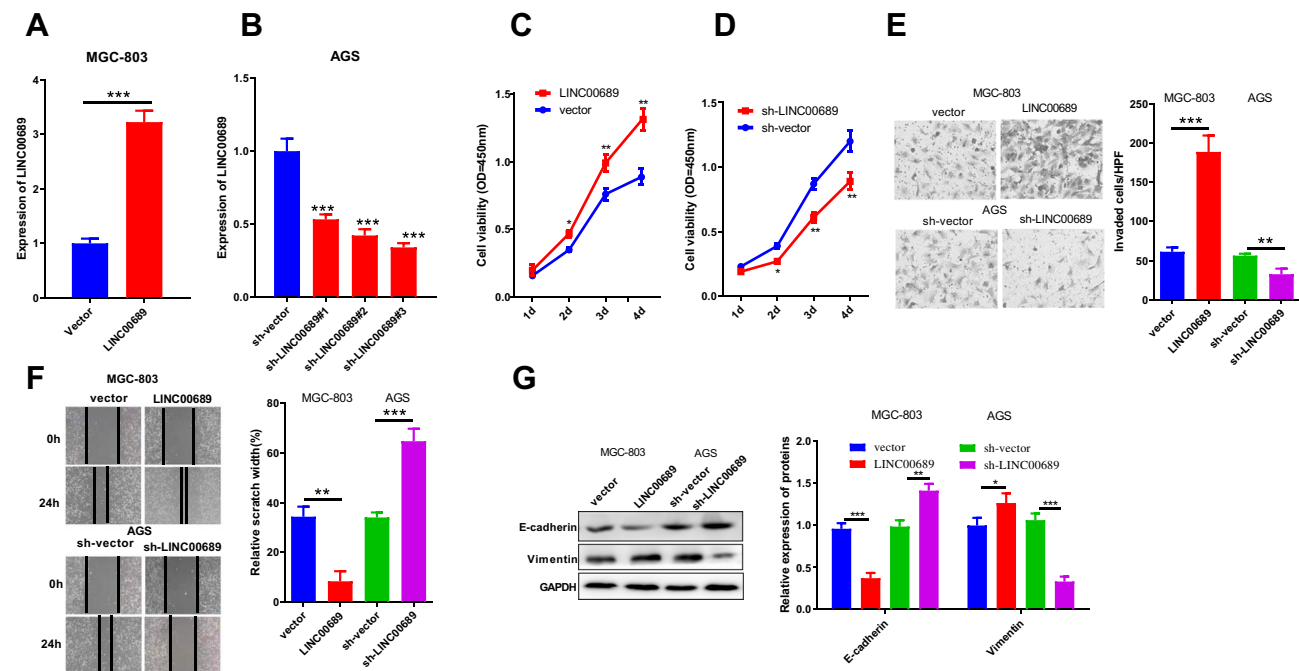 A
MGC-803
Expression of LINC00689
4
3
2
1
0
***
Vector
LINC00689
B
AGS
Expression of LINC00689
1.5
1.0
0.5
0.0
***
***
***
sh-vector
sh-LINC00689#1
sh-LINC00689#2
sh-LINC00689#3
C
LINC00689
vector
Cell viability (OD=450nm)
1.5
1.0
0.5
0.0
*
**
**
1d
2d
3d
4d
D
sh-LINC00689
sh-vector
Cell viability (OD=450nm)
1.5
1.0
0.5
0.0
*
**
**
1d
2d
3d
4d
E
MGC-803
vector
LINC00689
AGS
sh-vector
sh-LINC00689
MGC-803
AGS
Invaded cells/HPF
250
200
150
100
50
0
***
**
vector
LINC00689
sh-vector
sh-LINC00689
F
MGC-803
vector
LINC00689
0h
24h
AGS
sh-vector
sh-LINC00689
0h
24h
MGC-803
AGS
Relative scratch width(%)
80
60
40
20
0
**
***
vector
LINC00689
sh-vector
sh-LINC00689
G
MGC-803
AGS
vector
LINC00689
sh-vector
sh-LINC00689
E-cadherin
Vimentin
GAPDH
MGC-803
AGS
vector
LINC00689
sh-vector
sh-LINC00689
Relative expression of proteins
2.0
1.5
1.0
0.5
0.0
***
**
*
***
E-cadherin
Vimentin